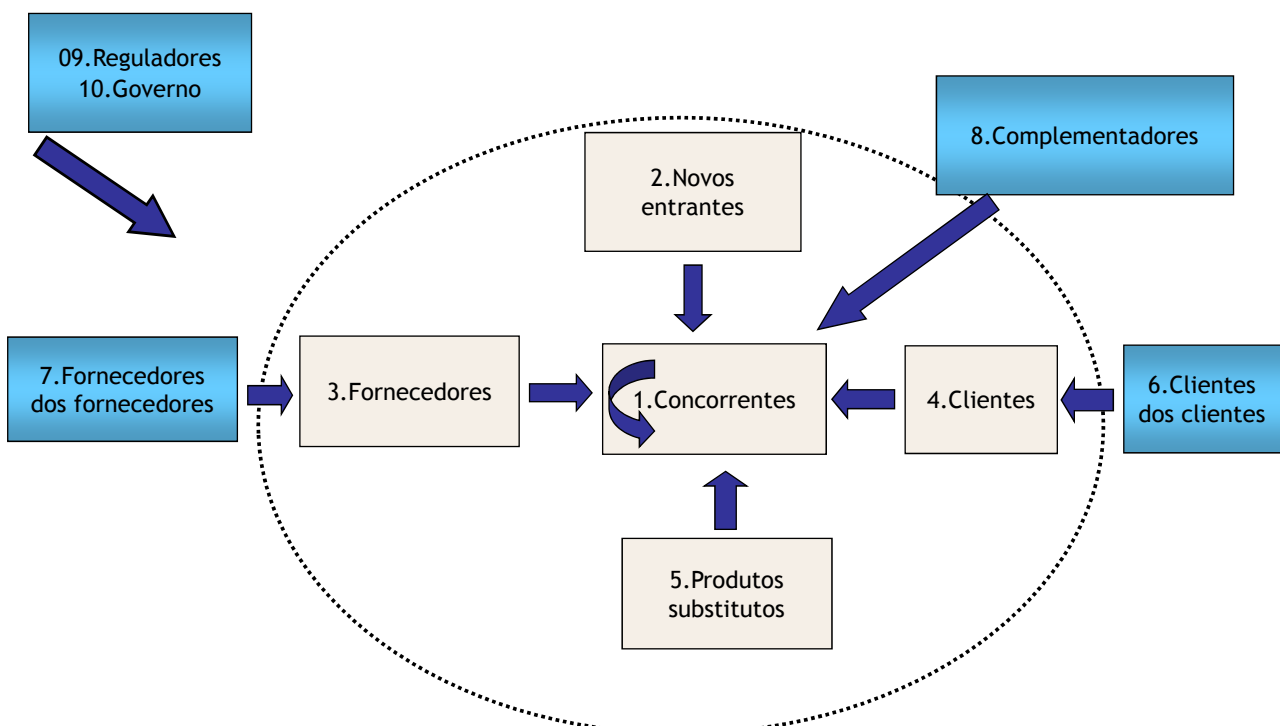 09.Reguladores
10.Governo
8.Complementadores
2.Novos
entrantes
7.Fornecedores
dos fornecedores
3.Fornecedores
1.Concorrentes
4.Clientes
6.Clientes
dos clientes
5.Produtos
substitutos